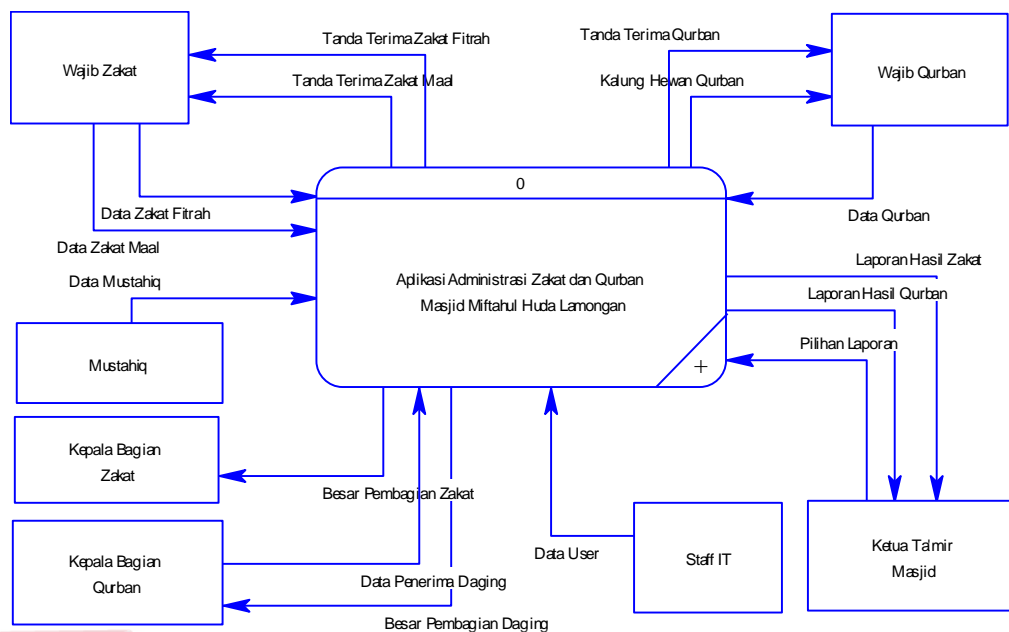 Tanda Terima Zakat Fitrah
Tanda Terima Qurban
Wajib Zakat
Wajib Qurban
Tanda Terima Zakat Maal
Kalung Hewan Qurban
0
Data Zakat Fitrah
Data Qurban
Data Zakat Maal
Laporan Hasil Zakat
Data Mustahiq
Aplikasi Administrasi Zakat dan Qurban
Masjid Miftahul Huda Lamongan
Laporan Hasil Qurban
Pilihan Laporan
Mustahiq
+
Kepala Bagian
Zakat
Besar Pembagian Zakat
Kepala Bagian
Qurban
Data Penerima Daging
Besar Pembagian Daging
Data User
Staff IT
Ketua Ta'mir
Masjid